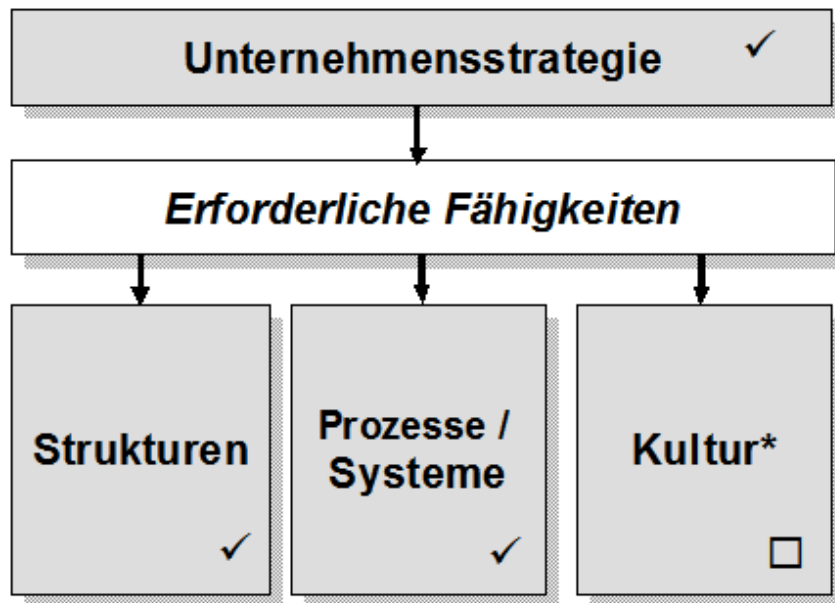 Unternehmensstrategie ✓
Erforderliche Fähigkeiten
Strukturen
✓
Prozesse /
Systeme
✓
Kultur*
☐